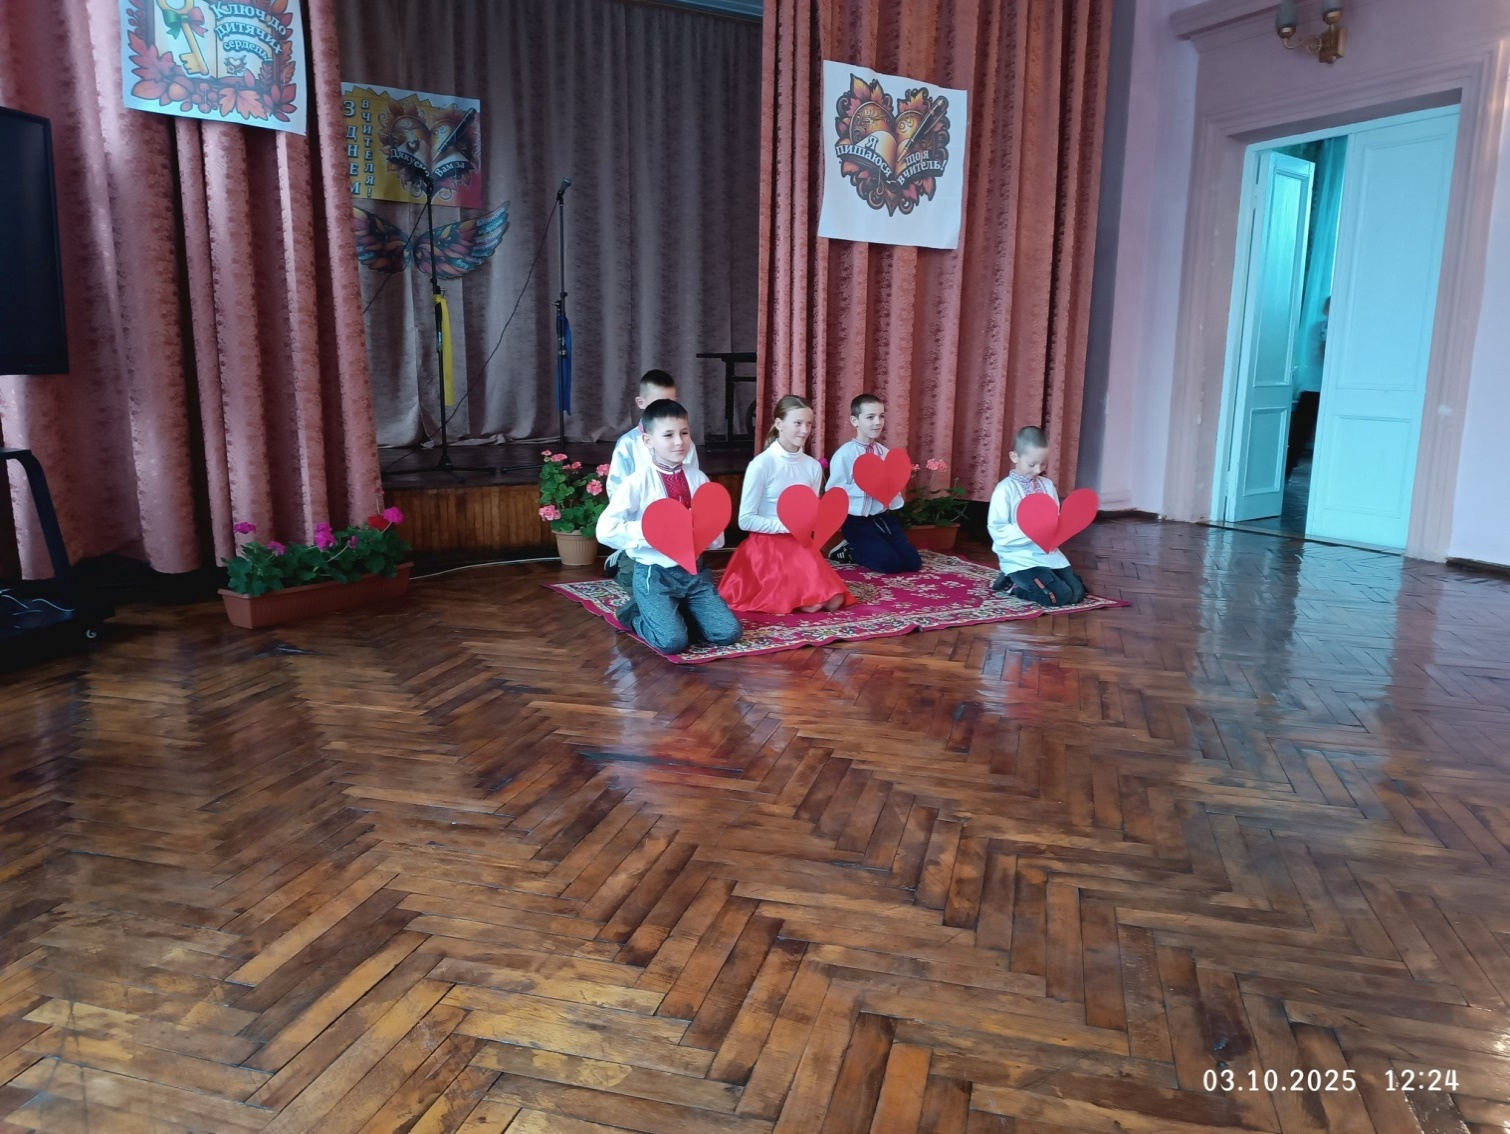 Ключ до
дитячих
сердець
З ДНЕМ
ВЧИТЕЛЯ!
Дякуємо
Вам за
Я
пишаюся
що я
вчитель!
03.10.2025 12:24